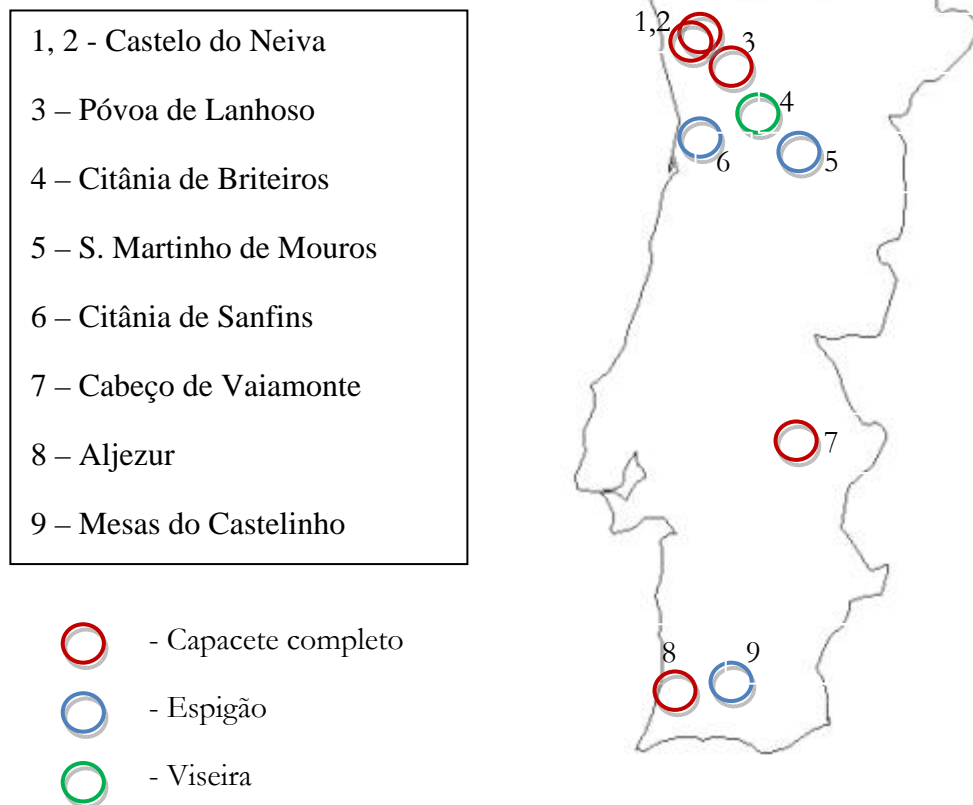 1, 2 - Castelo do Neiva
3 – Póvoa de Lanhoso
4 – Citânia de Briteiros
5 – S. Martinho de Mouros
6 – Citânia de Sanfins
7 – Cabeço de Vaiamonte
8 – Aljezur
9 – Mesas do Castelinho
- Capacete completo
- Espigão
- Viseira
1,2
3
4
5
6
7
8
9